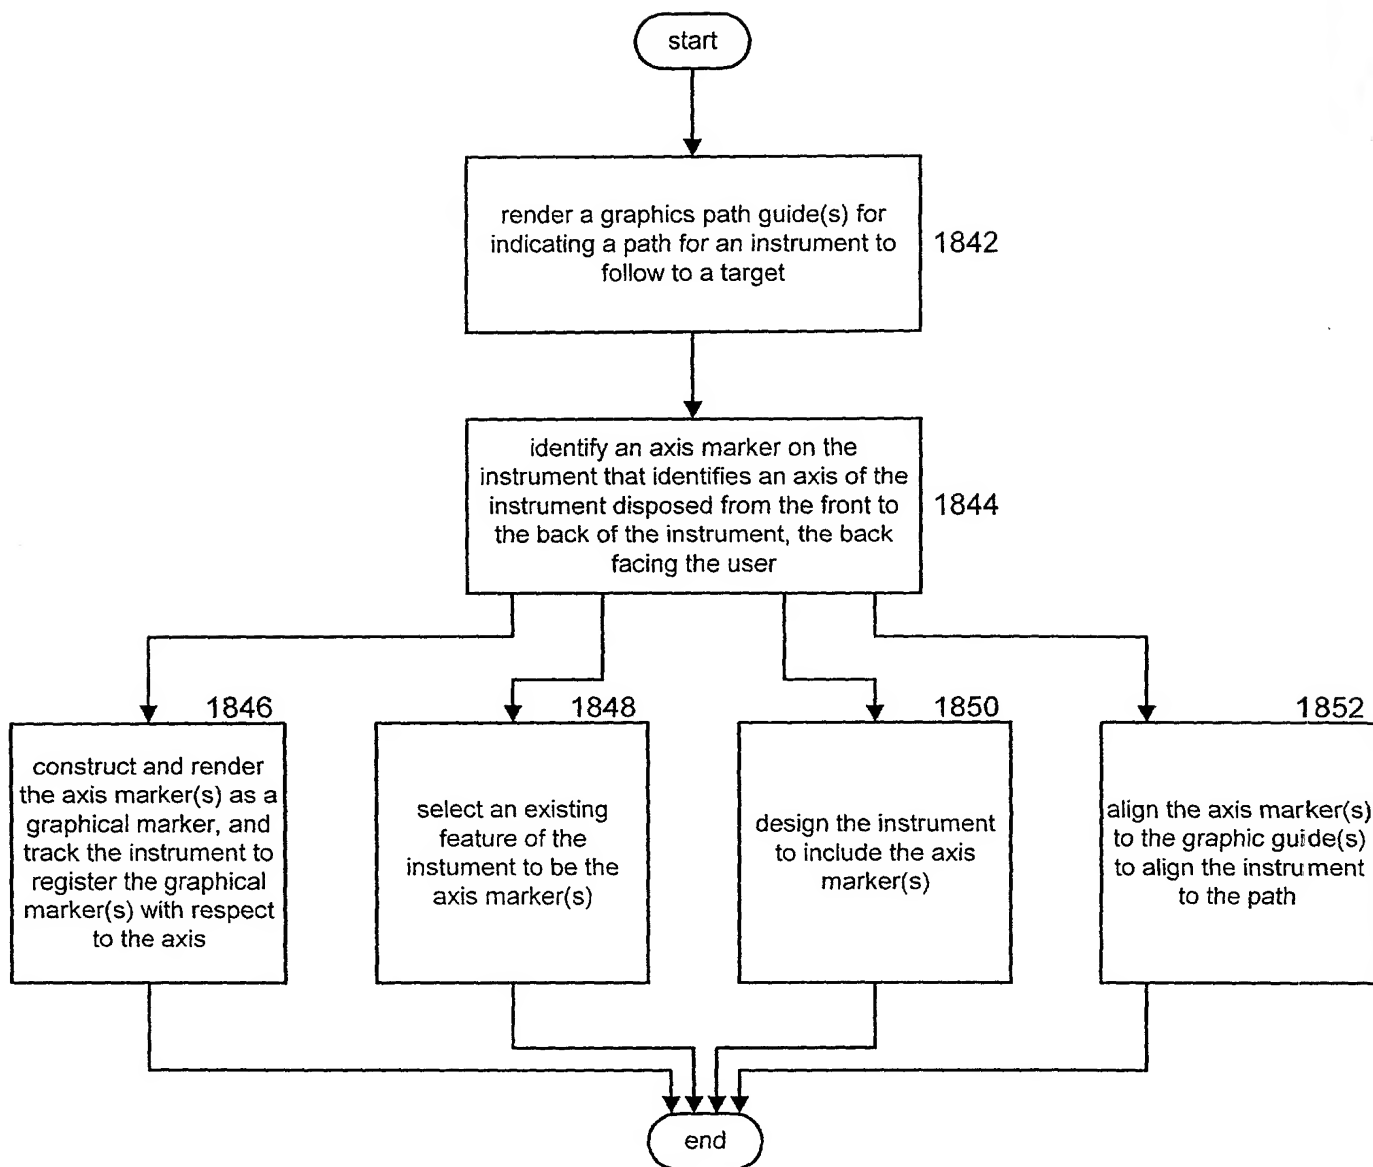 start
render a graphics path guide(s) for
indicating a path for an instrument to
follow to a target
1842
identify an axis marker on the
instrument that identifies an axis of the
instrument disposed from the front to
the back of the instrument, the back
facing the user
1844
1846
construct and render
the axis marker(s) as a
graphical marker, and
track the instrument to
register the graphical
marker(s) with respect
to the axis
1848
select an existing
feature of the
instument to be the
axis marker(s)
1850
design the instrument
to include the axis
marker(s)
1852
align the axis marker(s)
to the graphic guide(s)
to align the instrument
to the path
end